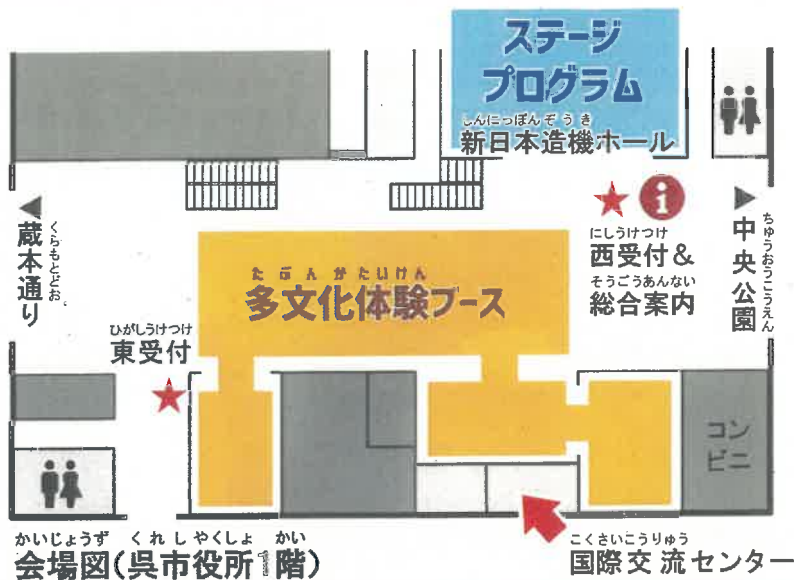 ステージ
プログラム
しんにっぽんぞうき
新日本造機ホール
にしうけつけ
西受付&
そうごうあんない
総合案内
くらもとどお
蔵本通り
ちゅうおうこうえん
中央公園
たぶんかたいけん
多文化体験ブース
ひがしうけつけ
東受付
コン
ビニ
かいじょうず くれしやくしょ かい
会場図(呉市役所1階)
こくさいこうりゅう
国際交流センター